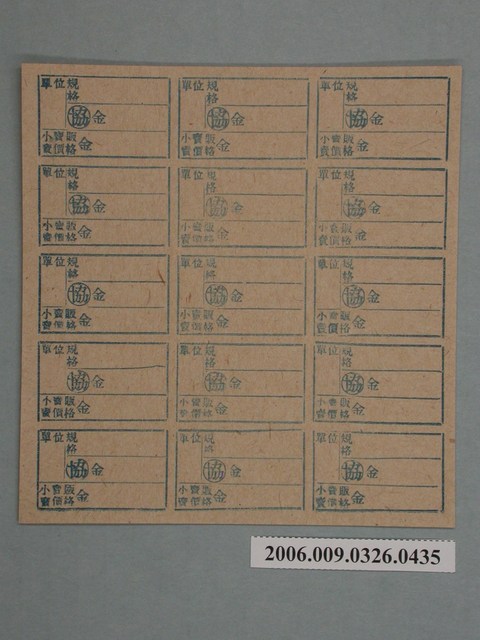 單位規
格
協 金
小賣販
賣價格 金
單位規
格
協 金
小賣販
賣價格 金
單位規
格
協 金
小賣販
賣價格 金
單位規
格
協 金
小賣販
賣價格 金
單位規
格
協 金
小賣販
賣價格 金
單位規
格
協 金
小賣販
賣價格 金
單位規
格
協 金
小賣販
賣價格 金
單位規
格
協 金
小賣販
賣價格 金
單位規
格
協 金
小賣販
賣價格 金
單位規
格
協 金
小賣販
賣價格 金
單位規
格
協 金
小賣販
賣價格 金
單位規
格
協 金
小賣販
賣價格 金
單位規
格
協 金
小賣販
賣價格 金
單位規
格
協 金
小賣販
賣價格 金
單位規
格
協 金
小賣販
賣價格 金
2006.009.0326.0435